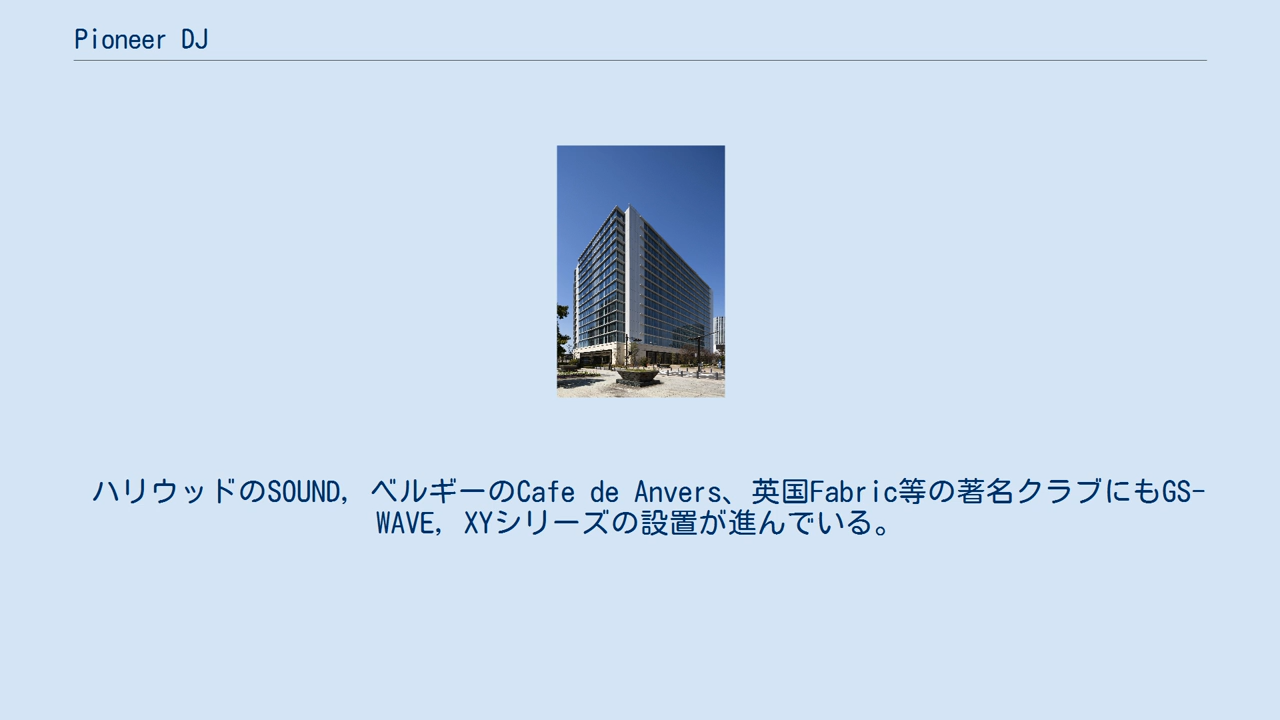 Pioneer DJ
ハリウッドのSOUND, ベルギーのCafe de Anvers、英国Fabric等の著名クラブにもGS-
WAVE, XYシリーズの設置が進んでいる。